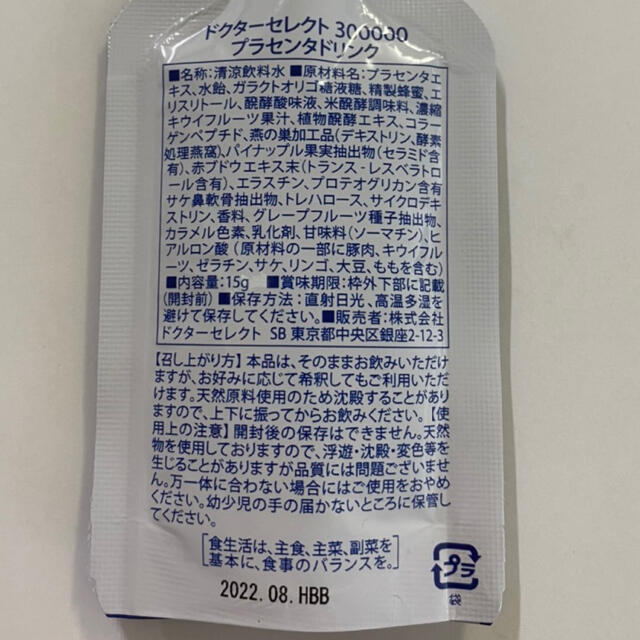 ドクターセレクト 300000
プラセンタドリンク
■名称:清涼飲料水 ■原材料名:プラセンタエ
キス、水飴、ガラクトオリゴ糖液糖、精製蜂蜜、エ
リスリトール、醗酵酸味液、米醗酵調味料、濃縮
キウイフルーツ果汁、植物醗酵エキス、コラー
ゲンペプチド、燕の巣加工品(デキストリン、酵素
処理燕窩)、パイナップル果実抽出物(セラミド含
有)、赤ブドウエキス末(トランス-レスベラトロ
ール含有)、エラスチン、プロテオグリカン含有
サケ鼻軟骨抽出物、トレハロース、サイクロデ
キストリン、香料、グレープフルーツ種子抽出物、
カラメル色素、乳化剤、甘味料(ソーマチン)、ヒ
アルロン酸(原材料の一部に豚肉、キウイフル
ーツ、ゼラチン、サケ、リンゴ、大豆、ももを含む)
■内容量:15g ■賞味期限:枠外下部に記載
(開封前) ■保存方法:直射日光、高温多湿を
避けて保存してください。■販売者:株式会社
ドクターセレクト SB 東京都中央区銀座2-12-3
【召し上がり方】本品は、そのままお飲みいただけ
ますが、お好みに応じて希釈してもご利用いただ
けます。天然原料使用のため沈殿することがあり
ますので、上下に振ってからお飲みください。【使
用上の注意】開封後の保存はできません。天然
物を使用しておりますので、浮遊・沈殿・変色等を
生じることがありますが品質には問題ございませ
ん。万一体に合わない場合にはご使用をおやめ
ください。幼少児の手の届かないところに保管し
てください。
[食生活は、主食、主菜、副菜を
基本に、食事のバランスを。]
プラ
袋
2022.08.HBB